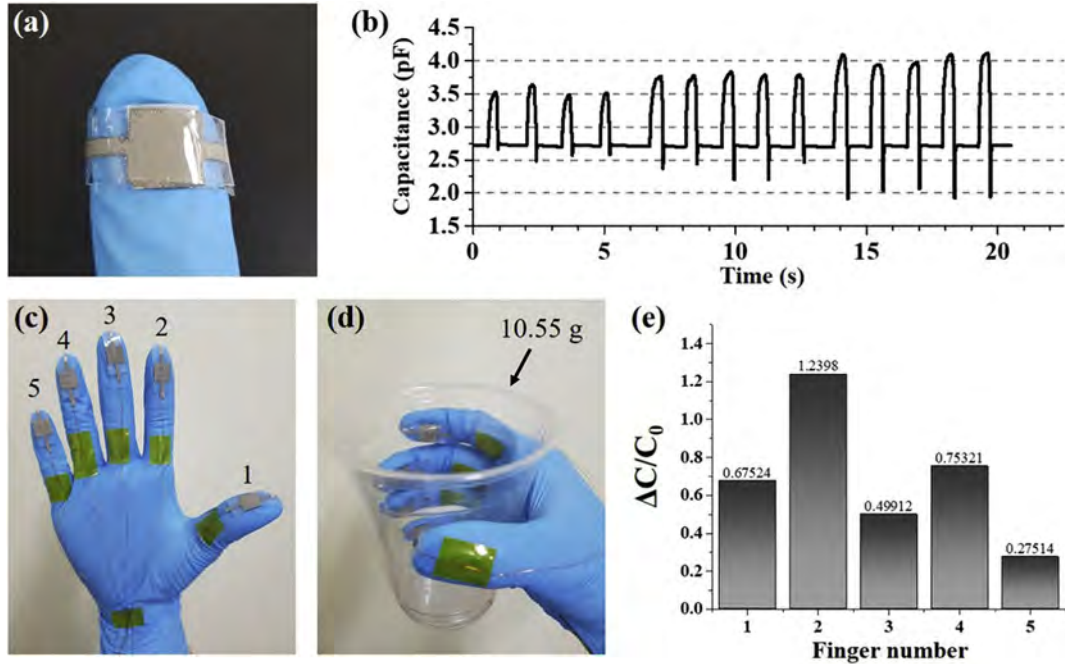 (a)
(b)
Capacitance (pF)
4.5
4.0
3.5
3.0
2.5
2.0
1.5
0 5 10 15 20
Time (s)
(c)
5 4 3 2 1
(d)
10.55 g
(e)
ΔC/C0
1.4
1.2
1.0
0.8
0.6
0.4
0.2
0.0
0.67524
1.2398
0.49912
0.75321
0.27514
1 2 3 4 5
Finger number